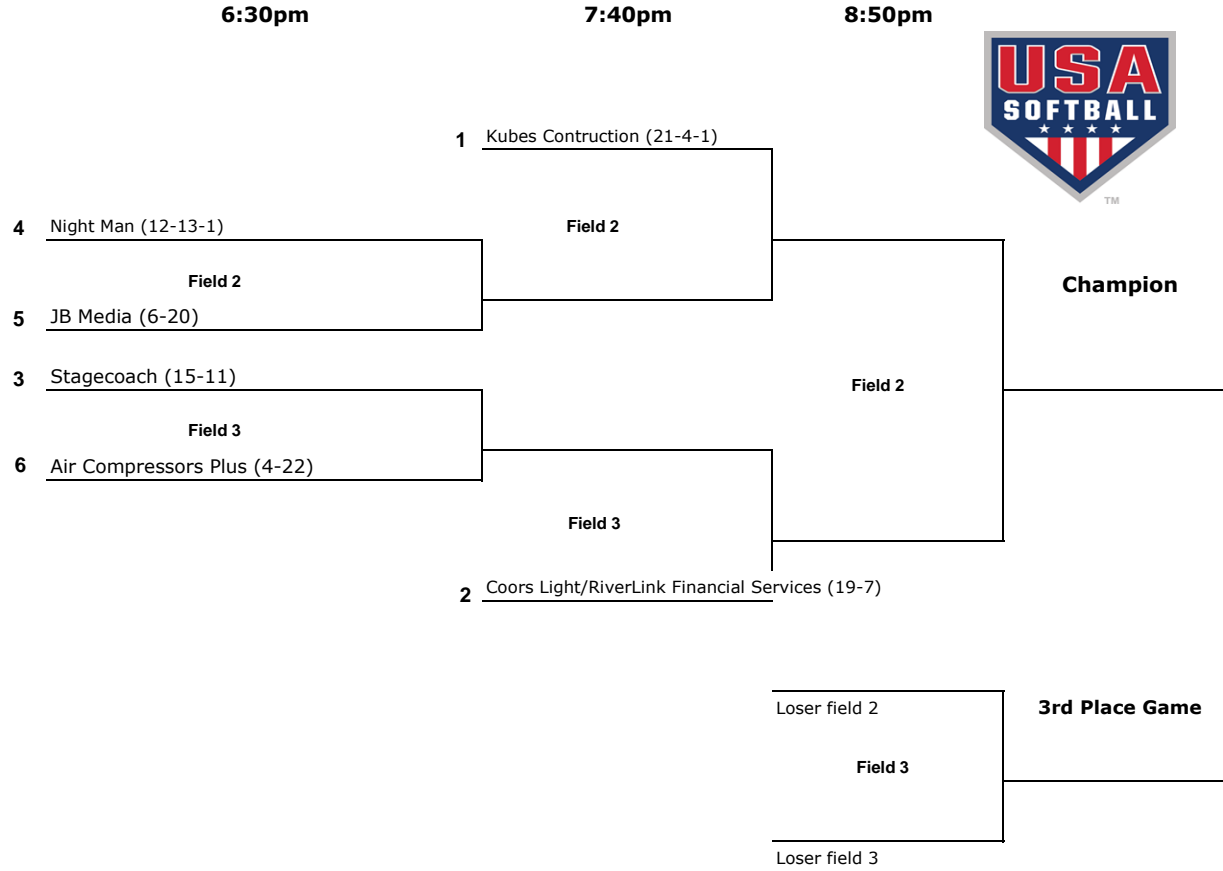 6:30pm 7:40pm 8:50pm
USA
SOFTBALL
TM
1 Kubes Contruction (21-4-1)
4 Night Man (12-13-1)
Field 2
Field 2
Champion
5 JB Media (6-20)
3 Stagecoach (15-11)
Field 2
Field 3
6 Air Compressors Plus (4-22)
Field 3
2 Coors Light/RiverLink Financial Services (19-7)
Loser field 2
3rd Place Game
Field 3
Loser field 3